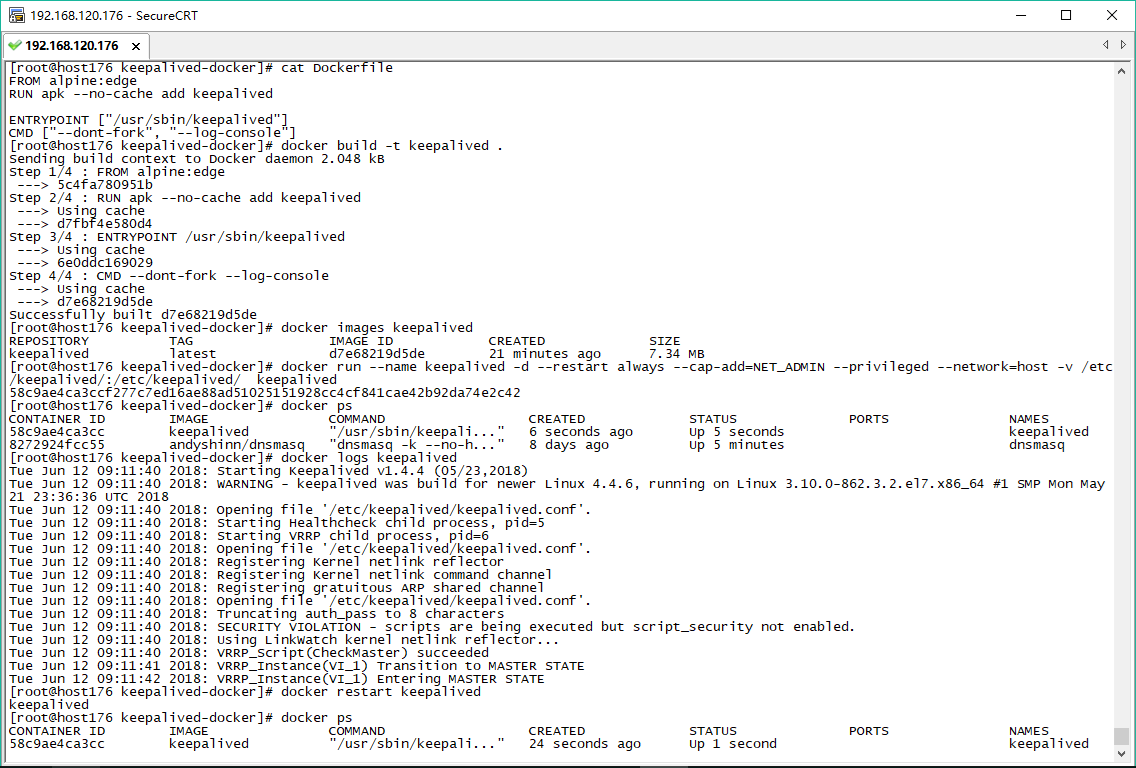 192.168.120.176 - SecureCRT
192.168.120.176
[root@host176 keepalived-docker]# cat Dockerfile
FROM alpine:edge
RUN apk --no-cache add keepalived
ENTRYPOINT ["/usr/sbin/keepalived"]
CMD ["--dont-fork", "--log-console"]
[root@host176 keepalived-docker]# docker build -t keepalived .
Sending build context to Docker daemon 2.048 kB
Step 1/4 : FROM alpine:edge
 ---> 5c4fa780951b
Step 2/4 : RUN apk --no-cache add keepalived
 ---> Using cache
 ---> d7fbf4e580d4
Step 3/4 : ENTRYPOINT /usr/sbin/keepalived
 ---> Using cache
 ---> 6e0ddc169029
Step 4/4 : CMD --dont-fork --log-console
 ---> Using cache
 ---> d7e68219d5de
Successfully built d7e68219d5de
[root@host176 keepalived-docker]# docker images keepalived
REPOSITORY          TAG                 IMAGE ID            CREATED             SIZE
keepalived          latest              d7e68219d5de        21 minutes ago      7.34 MB
[root@host176 keepalived-docker]# docker run --name keepalived -d --restart always --cap-add=NET_ADMIN --privileged --network=host -v /etc
/keepalived/:/etc/keepalived/  keepalived
58c9ae4ca3ccf277c7ed16ae88ad51025151928cc4cf841cae42b92da74e2c42
[root@host176 keepalived-docker]# docker ps
CONTAINER ID        IMAGE               COMMAND                  CREATED             STATUS              PORTS               NAMES
58c9ae4ca3cc        keepalived          "/usr/sbin/keepali..."   6 seconds ago       Up 5 seconds                            keepalived
8272924fcc55        andyshinn/dnsmasq   "dnsmasq -k --no-h..."   8 days ago          Up 5 minutes                            dnsmasq
[root@host176 keepalived-docker]# docker logs keepalived
Tue Jun 12 09:11:40 2018: Starting Keepalived v1.4.4 (05/23,2018)
Tue Jun 12 09:11:40 2018: WARNING - keepalived was build for newer Linux 4.4.6, running on Linux 3.10.0-862.3.2.el7.x86_64 #1 SMP Mon May
21 23:36:36 UTC 2018
Tue Jun 12 09:11:40 2018: Opening file '/etc/keepalived/keepalived.conf'.
Tue Jun 12 09:11:40 2018: Starting Healthcheck child process, pid=5
Tue Jun 12 09:11:40 2018: Starting VRRP child process, pid=6
Tue Jun 12 09:11:40 2018: Opening file '/etc/keepalived/keepalived.conf'.
Tue Jun 12 09:11:40 2018: Registering Kernel netlink reflector
Tue Jun 12 09:11:40 2018: Registering Kernel netlink command channel
Tue Jun 12 09:11:40 2018: Registering gratuitous ARP shared channel
Tue Jun 12 09:11:40 2018: Opening file '/etc/keepalived/keepalived.conf'.
Tue Jun 12 09:11:40 2018: Truncating auth_pass to 8 characters
Tue Jun 12 09:11:40 2018: SECURITY VIOLATION - scripts are being executed but script_security not enabled.
Tue Jun 12 09:11:40 2018: Using LinkWatch kernel netlink reflector...
Tue Jun 12 09:11:40 2018: VRRP_Script(CheckMaster) succeeded
Tue Jun 12 09:11:41 2018: VRRP_Instance(VI_1) Transition to MASTER STATE
Tue Jun 12 09:11:42 2018: VRRP_Instance(VI_1) Entering MASTER STATE
[root@host176 keepalived-docker]# docker restart keepalived
keepalived
[root@host176 keepalived-docker]# docker ps
CONTAINER ID        IMAGE               COMMAND                  CREATED             STATUS              PORTS               NAMES
58c9ae4ca3cc        keepalived          "/usr/sbin/keepali..."   24 seconds ago      Up 1 second                             keepalived